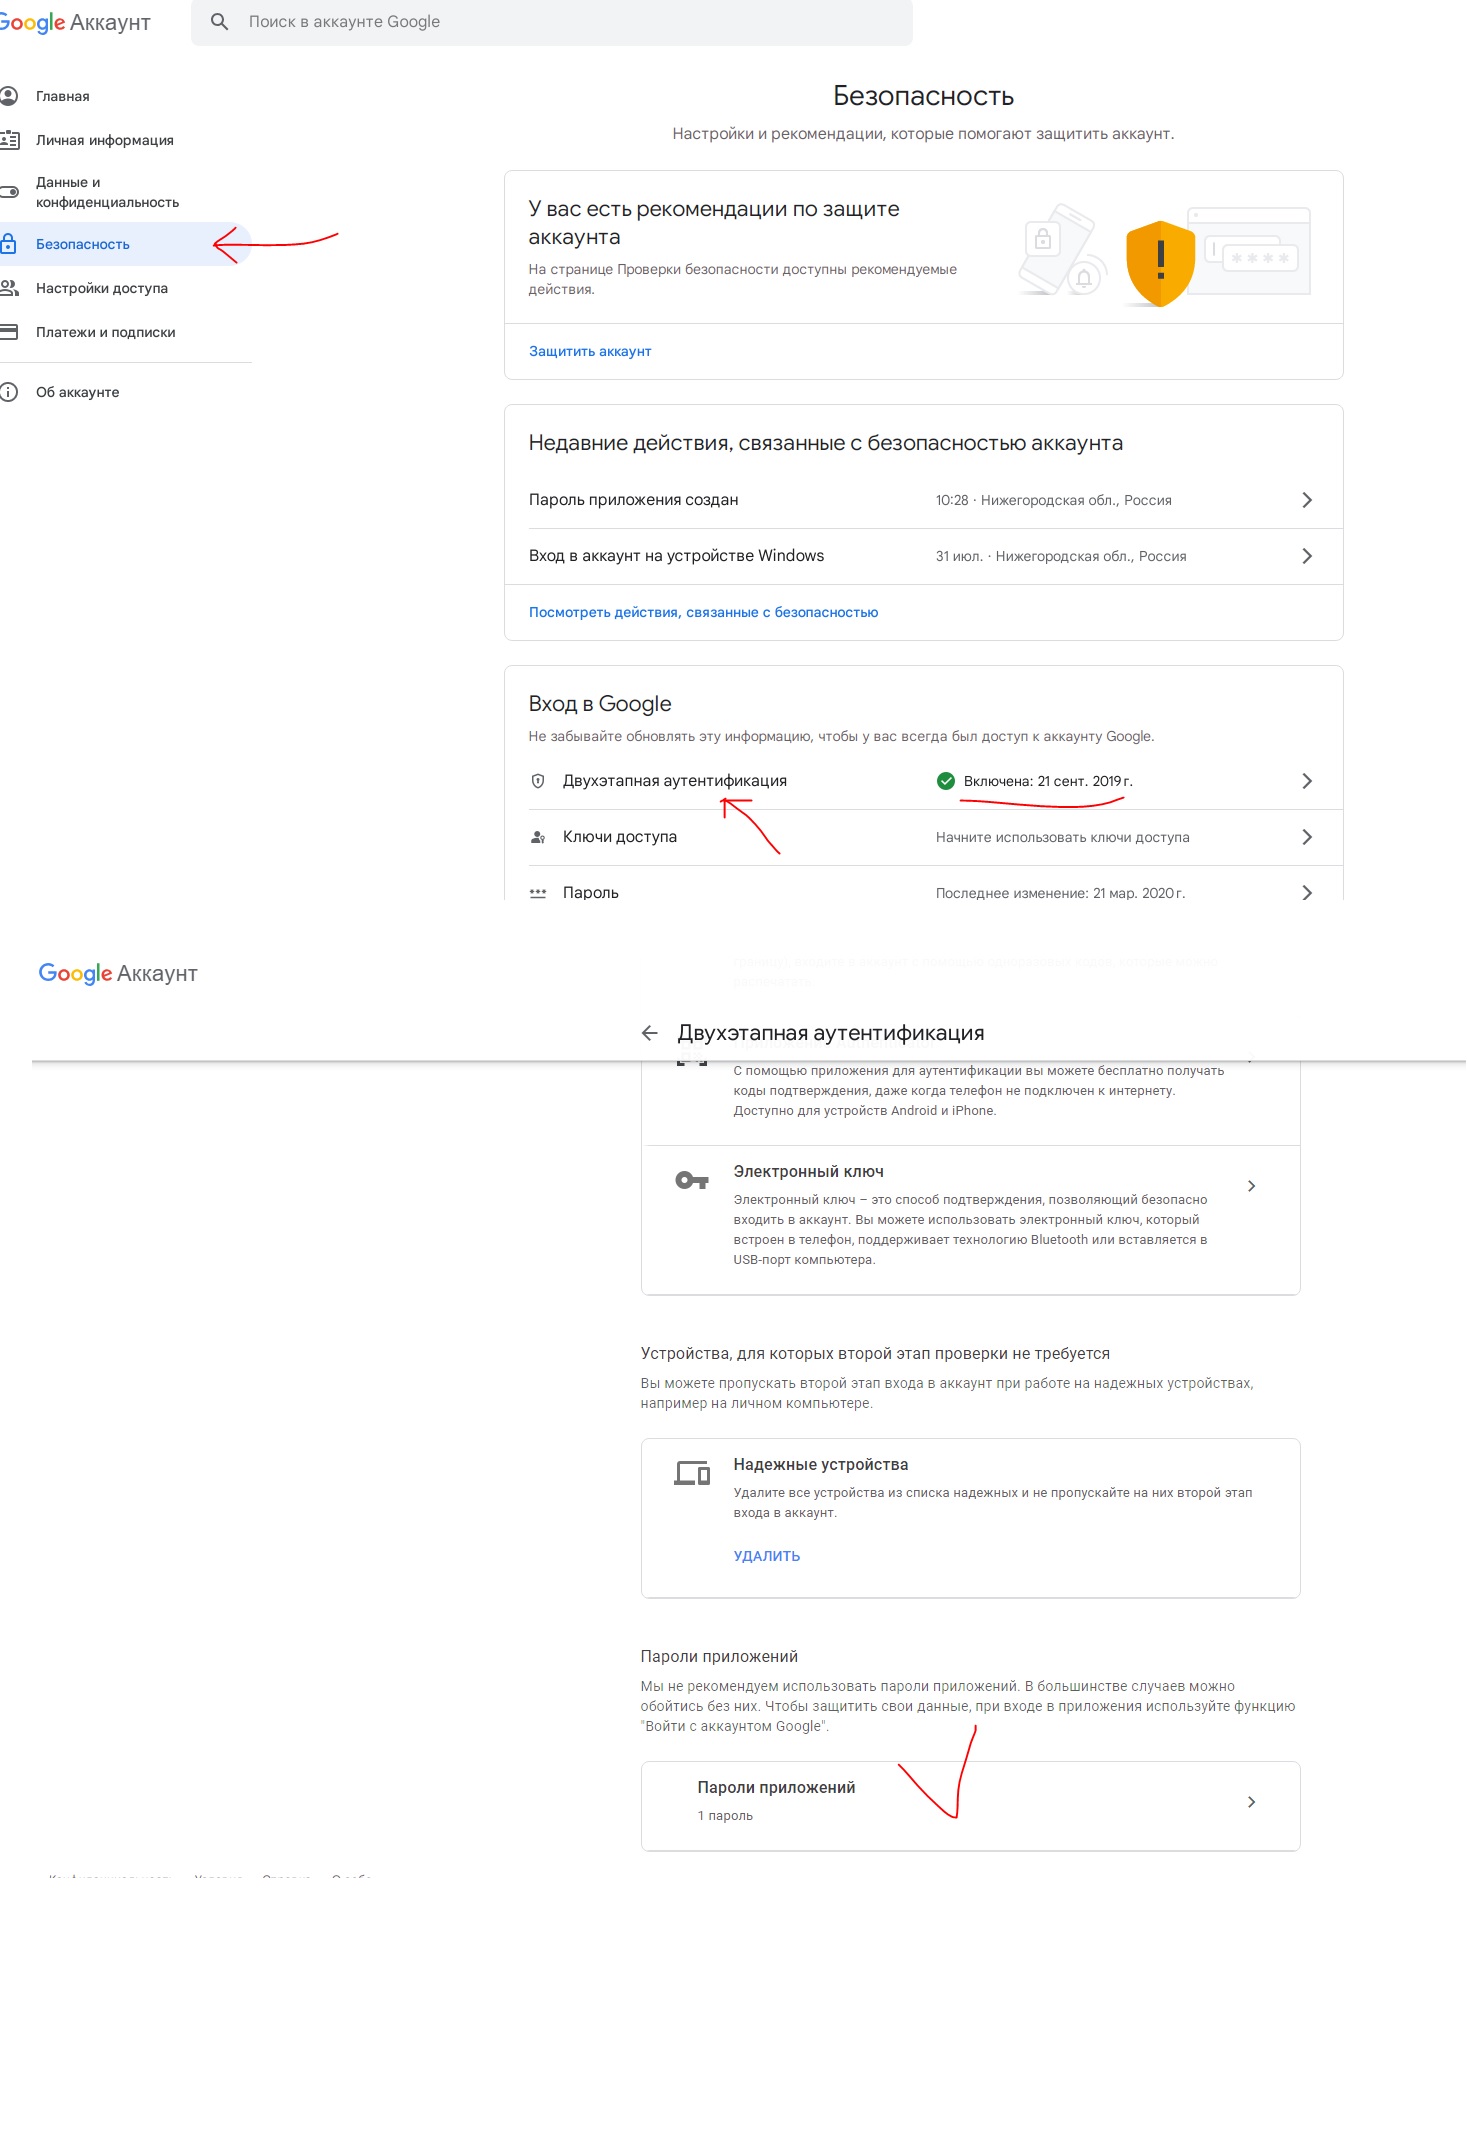 Google Аккаунт
Поиск в аккаунте Google
Главная
Личная информация
Данные и
конфиденциальность
Безопасность
Настройки доступа
Платежи и подписки
Об аккаунте
Безопасность
Настройки и рекомендации, которые помогают защитить аккаунт.
У вас есть рекомендации по защите
аккаунта
На странице Проверки безопасности доступны рекомендуемые
действия.
Защитить аккаунт
Недавние действия, связанные с безопасностью аккаунта
Пароль приложения создан
10:28 · Нижегородская обл., Россия
Вход в аккаунт на устройстве Windows
31 июл. · Нижегородская обл., Россия
Посмотреть действия, связанные с безопасностью
Вход в Google
Не забывайте обновлять эту информацию, чтобы у вас всегда был доступ к аккаунту Google.
Двухэтапная аутентификация
Включена: 21 сент. 2019 г.
Ключи доступа
Начните использовать ключи доступа
Пароль
Последнее изменение: 21 мар. 2020 г.
Google Аккаунт
Двухэтапная аутентификация
С помощью приложения для аутентификации вы можете бесплатно получать
коды подтверждения, даже когда телефон не подключен к интернету.
Доступно для устройств Android и iPhone.
Электронный ключ
Электронный ключ – это способ подтверждения, позволяющий безопасно
входить в аккаунт. Вы можете использовать электронный ключ, который
встроен в телефон, поддерживает технологию Bluetooth или вставляется в
USB-порт компьютера.
Устройства, для которых второй этап проверки не требуется
Вы можете пропускать второй этап входа в аккаунт при работе на надежных устройствах,
например на личном компьютере.
Надежные устройства
Удалите все устройства из списка надежных и не пропускайте на них второй этап
входа в аккаунт.
УДАЛИТЬ
Пароли приложений
Мы не рекомендуем использовать пароли приложений. В большинстве случаев можно
обойтись без них. Чтобы защитить свои данные, при входе в приложения используйте функцию
"Войти с аккаунтом Google".
Пароли приложений
1 пароль